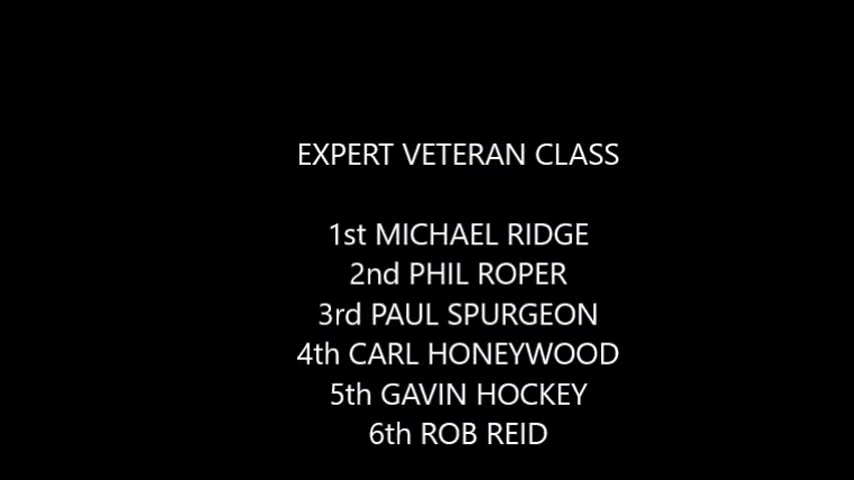 EXPERT VETERAN CLASS
1st MICHAEL RIDGE
2nd PHIL ROPER
3rd PAUL SPURGEON
4th CARL HONEYWOOD
5th GAVIN HOCKEY
6th ROB REID